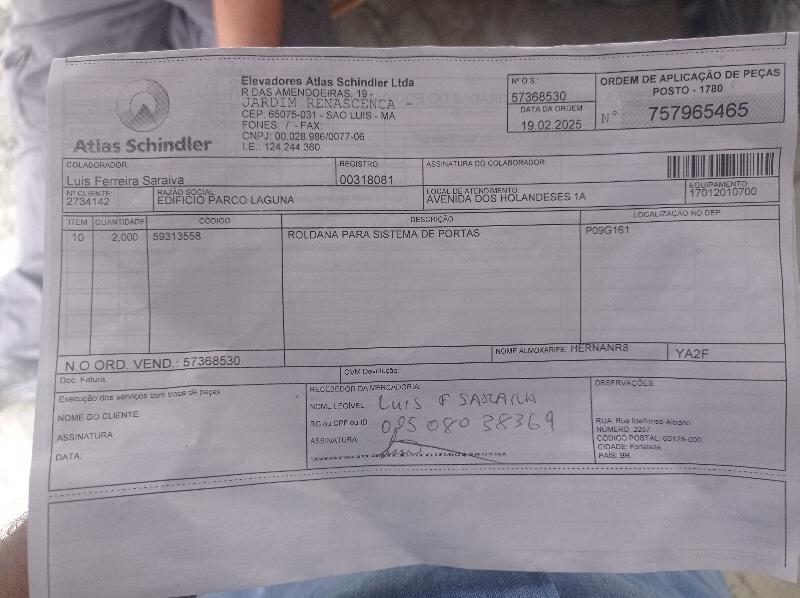 Elevadores Atlas Schindler Ltda
R DAS AMENDOEIRAS, 19 -
JARDIM RENASCENCA -
CEP: 65075-031 - SAO LUIS - MA
FONES: / - FAX:
CNPJ: 00.028.986/0077-06
I.E.: 124.244.360.
Atlas Schindler
Nº O.S.
57368530
DATA DA ORDEM
19.02.2025
ORDEM DE APLICAÇÃO DE PEÇAS
POSTO - 1780
Nº 757965465
COLABORADOR
Luis Ferreira Saraiva
REGISTRO
00318081
ASSINATURA DO COLABORADOR
Nº CLIENTE:
2734142
RAZÃO SOCIAL:
EDIFICIO PARCO LAGUNA
LOCAL DE ATENDIMENTO:
AVENIDA DOS HOLANDESES 1A
EQUIPAMENTO:
17012010700
ITEM QUANTIDADE CÓDIGO DESCRIÇÃO LOCALIZAÇÃO NO DEP
10 2,000 59313558 ROLDANA PARA SISTEMA DE PORTAS P09G161
N.O ORD. VEND.: 57368530
NOME ALMOXARIFE: HERNANR8
YA2F
Doc. Fatura:
OVM Devolução:
Execução dos serviços com troca de peças
NOME DO CLIENTE:
ASSINATURA
DATA:
RECEBEDOR DA MERCADORIA:
NOME LEGÍVEL LUIS F SARAIVA
RG ou CPF ou ID 085 080 38369
ASSINATURA
OBSERVAÇÕES:
RUA: Rua Idelfonso Albano
NÚMERO: 2257
CÓDIGO POSTAL: 60125-000
CIDADE: Fortaleza
PAÍS: BR